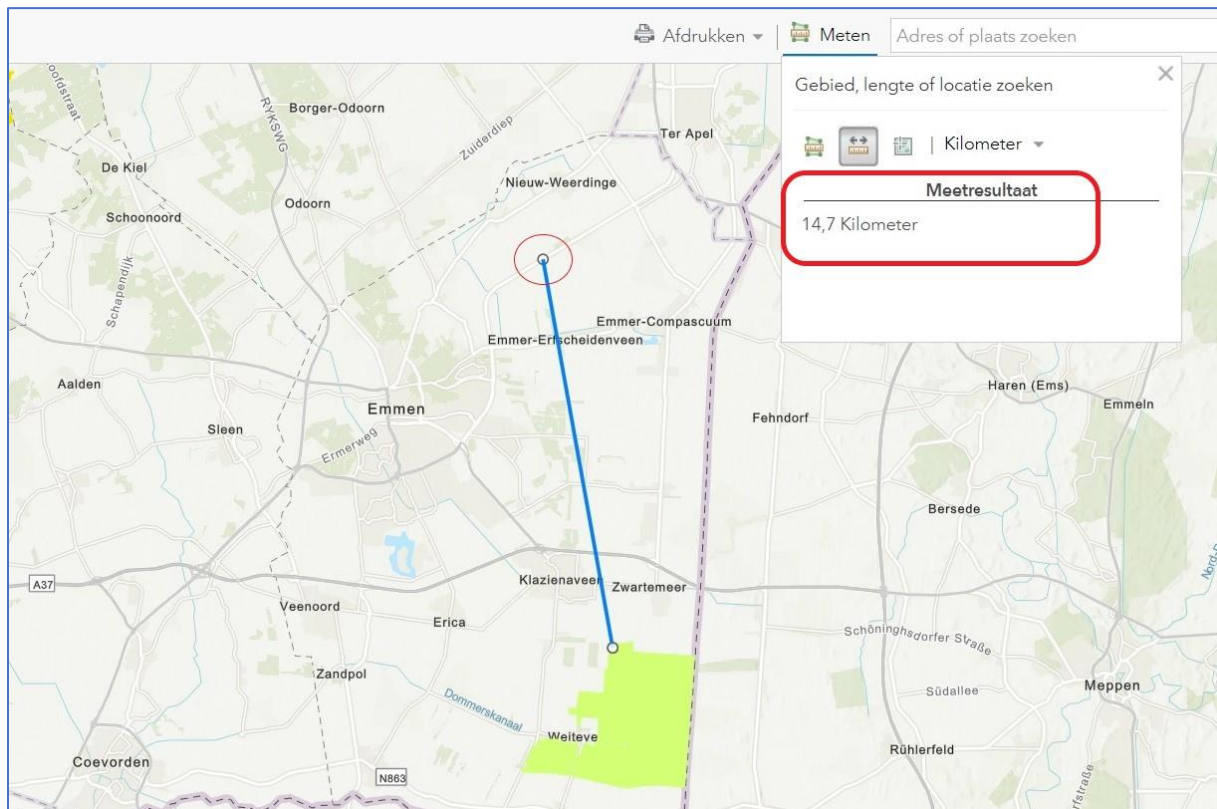 Afdrukken
Meten
Adres of plaats zoeken
Gebied, lengte of locatie zoeken
Kilometer
Meetresultaat
14,7 Kilometer
RYKSWG
Borger-Odoorn
Zuiderdiep
Ter Apel
De Kiel
Nieuw-Weerdinge
Odoorn
Schoonoord
Schapendijk
Emmer-Compascuum
Emmer-Erfscheidenveen
Aalden
Haren (Ems)
Emmeln
Emmen
Fehndorf
Sleen
Ermerweg
Bersede
A37
Klazienaveen
Zwartemeer
Veenoord
Erica
Schöninghsdorfer Straße
Zandpol
Meppen
Südallee
Dommerskanaal
Weiteve
Rühlerfeld
Coevorden
N863